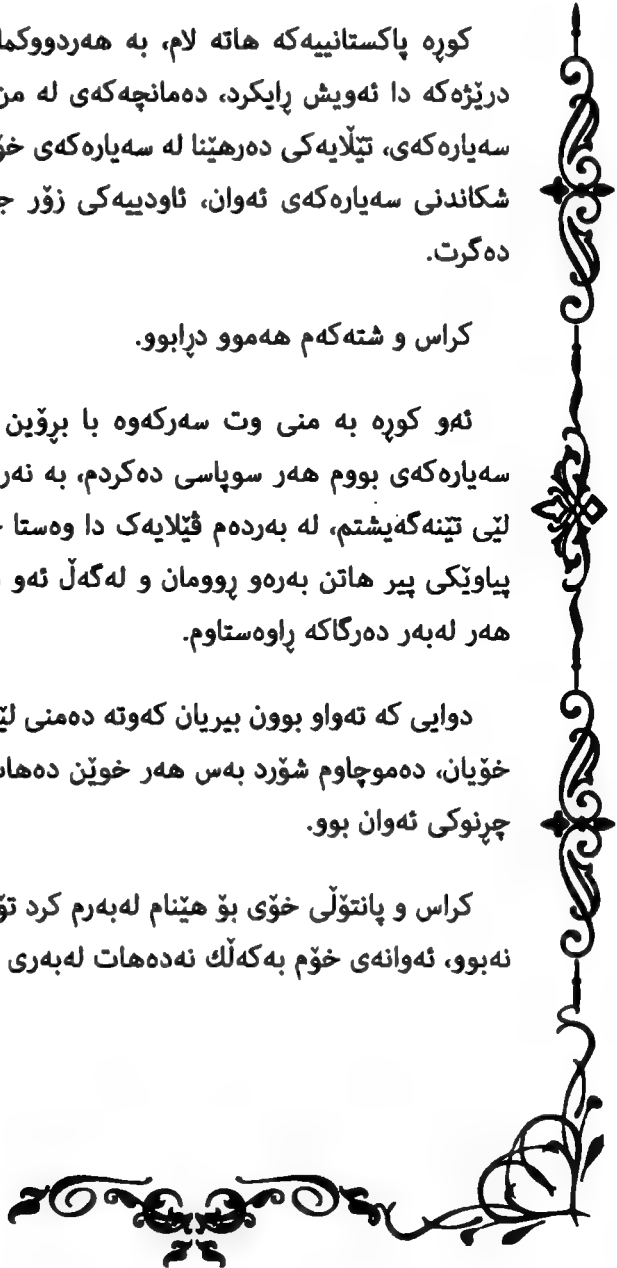 کوڕە پاکستانییەکە هاتە لام، بە هەردووکما
درێژەکە دا ئەویش ڕایکرد، دەمانچەکەی لە من
سەیارەکەی، تێڵایەکی دەرهێنا لە سەیارەکەی خۆ
شکاندنی سەیارەکەی ئەوان، ئاودییەکی زۆر ج
دەگرت.
کراس و شتەکەم هەموو دڕابوو.
ئەو کوڕە بە منی وت سەرکەوە با بڕۆین
سەیارەکەی بووم هەر سوپاسی دەکردم، بە نەر
لێی تێنەگەیشتم، لە بەردەم ڤێلایەک دا وەستا
پیاوێکی پیر هاتن بەرەو ڕوومان و لەگەڵ ئەو
هەر لەبەر دەرگاکە ڕاوەستاوم.
دوایی کە تەواو بوون بیریان کەوتە دەمنی لێ
خۆیان، دەموچاوم شۆرد بەس هەر خوێن دەهات
چڕنوکی ئەوان بوو.
کراس و پانتۆڵی خۆی بۆ هێنام لەبەرم کرد تۆ
نەبوو، ئەوانەی خۆم بەکەڵك نەدەهات لەبەری